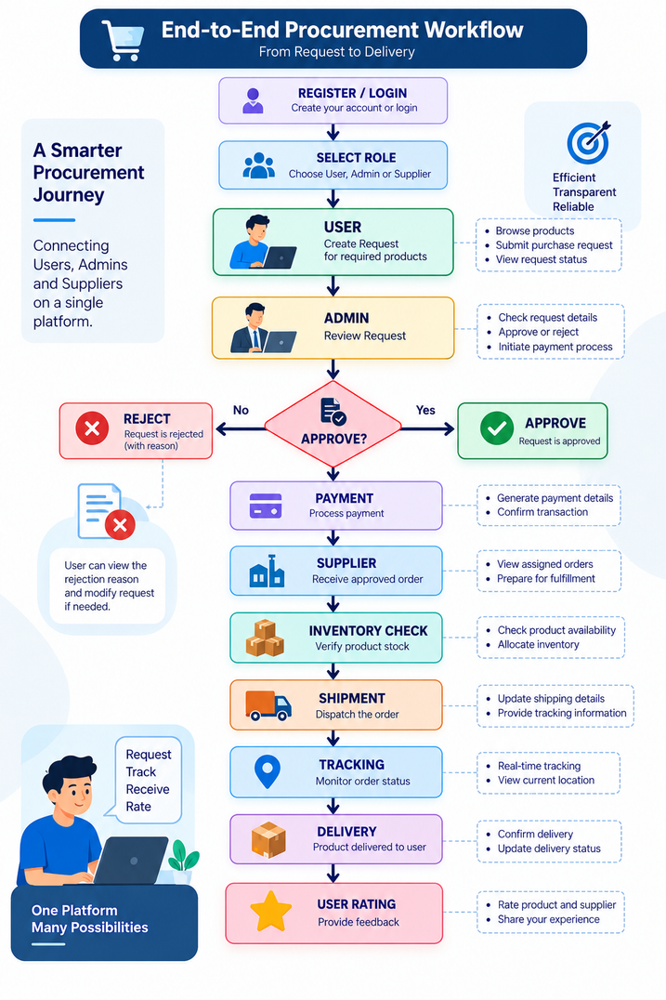 End-to-End Procurement Workflow
From Request to Delivery
REGISTER / LOGIN
Create your account or login
A Smarter
Procurement
Journey
Connecting
Users, Admins
and Suppliers
on a single
platform.
SELECT ROLE
Choose User, Admin or Supplier
Efficient
Transparent
Reliable
USER
Create Request
for required products
• Browse products
• Submit purchase request
• View request status
ADMIN
Review Request
• Check request details
• Approve or reject
• Initiate payment process
APPROVE?
No
Yes
REJECT
Request is rejected
(with reason)
APPROVE
Request is approved
User can view the
rejection reason
and modify request
if needed.
PAYMENT
Process payment
• Generate payment details
• Confirm transaction
SUPPLIER
Receive approved order
• View assigned orders
• Prepare for fulfillment
INVENTORY CHECK
Verify product stock
• Check product availability
• Allocate inventory
SHIPMENT
Dispatch the order
• Update shipping details
• Provide tracking information
TRACKING
Monitor order status
• Real-time tracking
• View current location
DELIVERY
Product delivered to user
• Confirm delivery
• Update delivery status
USER RATING
Provide feedback
• Rate product and supplier
• Share your experience
Request
Track
Receive
Rate
One Platform
Many Possibilities